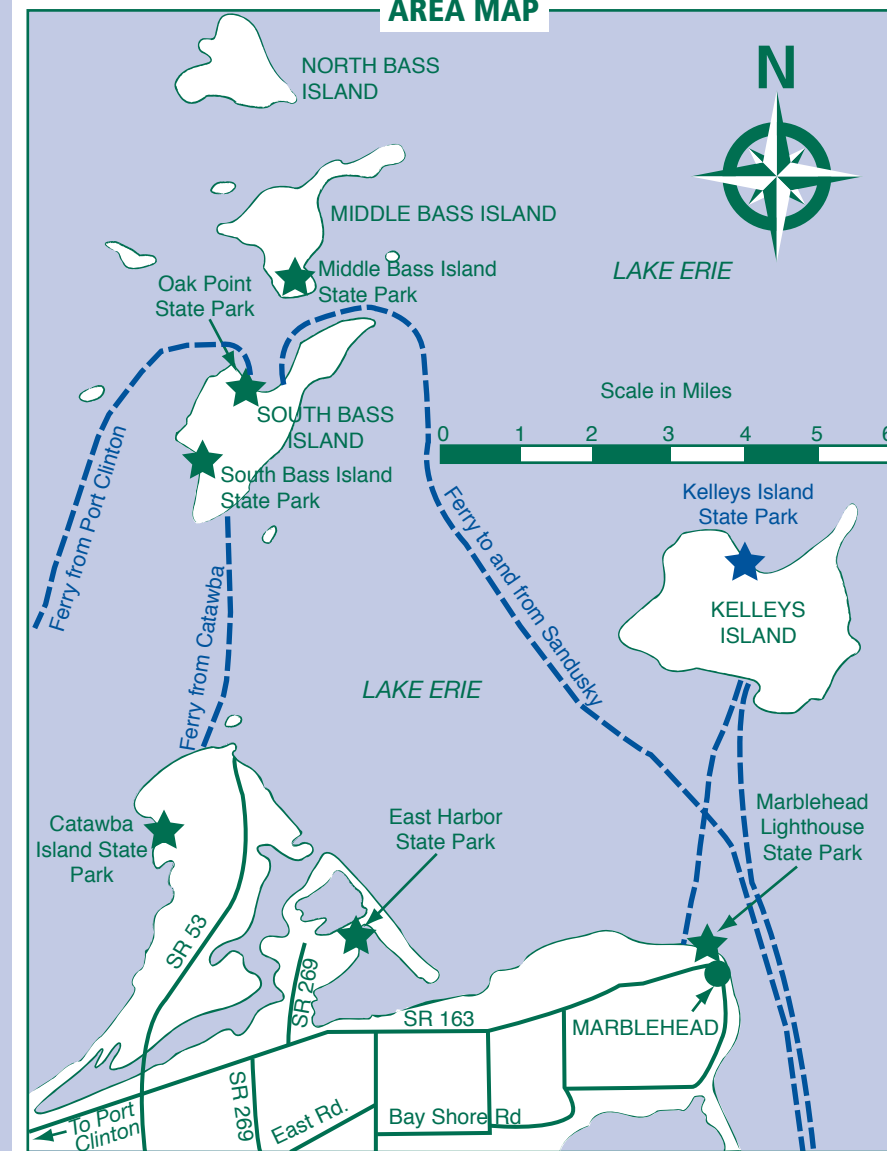 AREA MAP
NORTH BASS
ISLAND
N
MIDDLE BASS ISLAND
Middle Bass Island
State Park
LAKE ERIE
Oak Point
State Park
Scale in Miles
0 1 2 3 4 5 6
SOUTH BASS
ISLAND
South Bass Island
State Park
Ferry from Port Clinton
Ferry from Catawba
Ferry to and from Sandusky
Kelleys Island
State Park
KELLEYS
ISLAND
LAKE ERIE
Catawba
Island State
Park
East Harbor
State Park
Marblehead
Lighthouse
State Park
SR 53
SR 269
SR 163
MARBLEHEAD
SR 269
East Rd.
Bay Shore Rd
To Port
Clinton